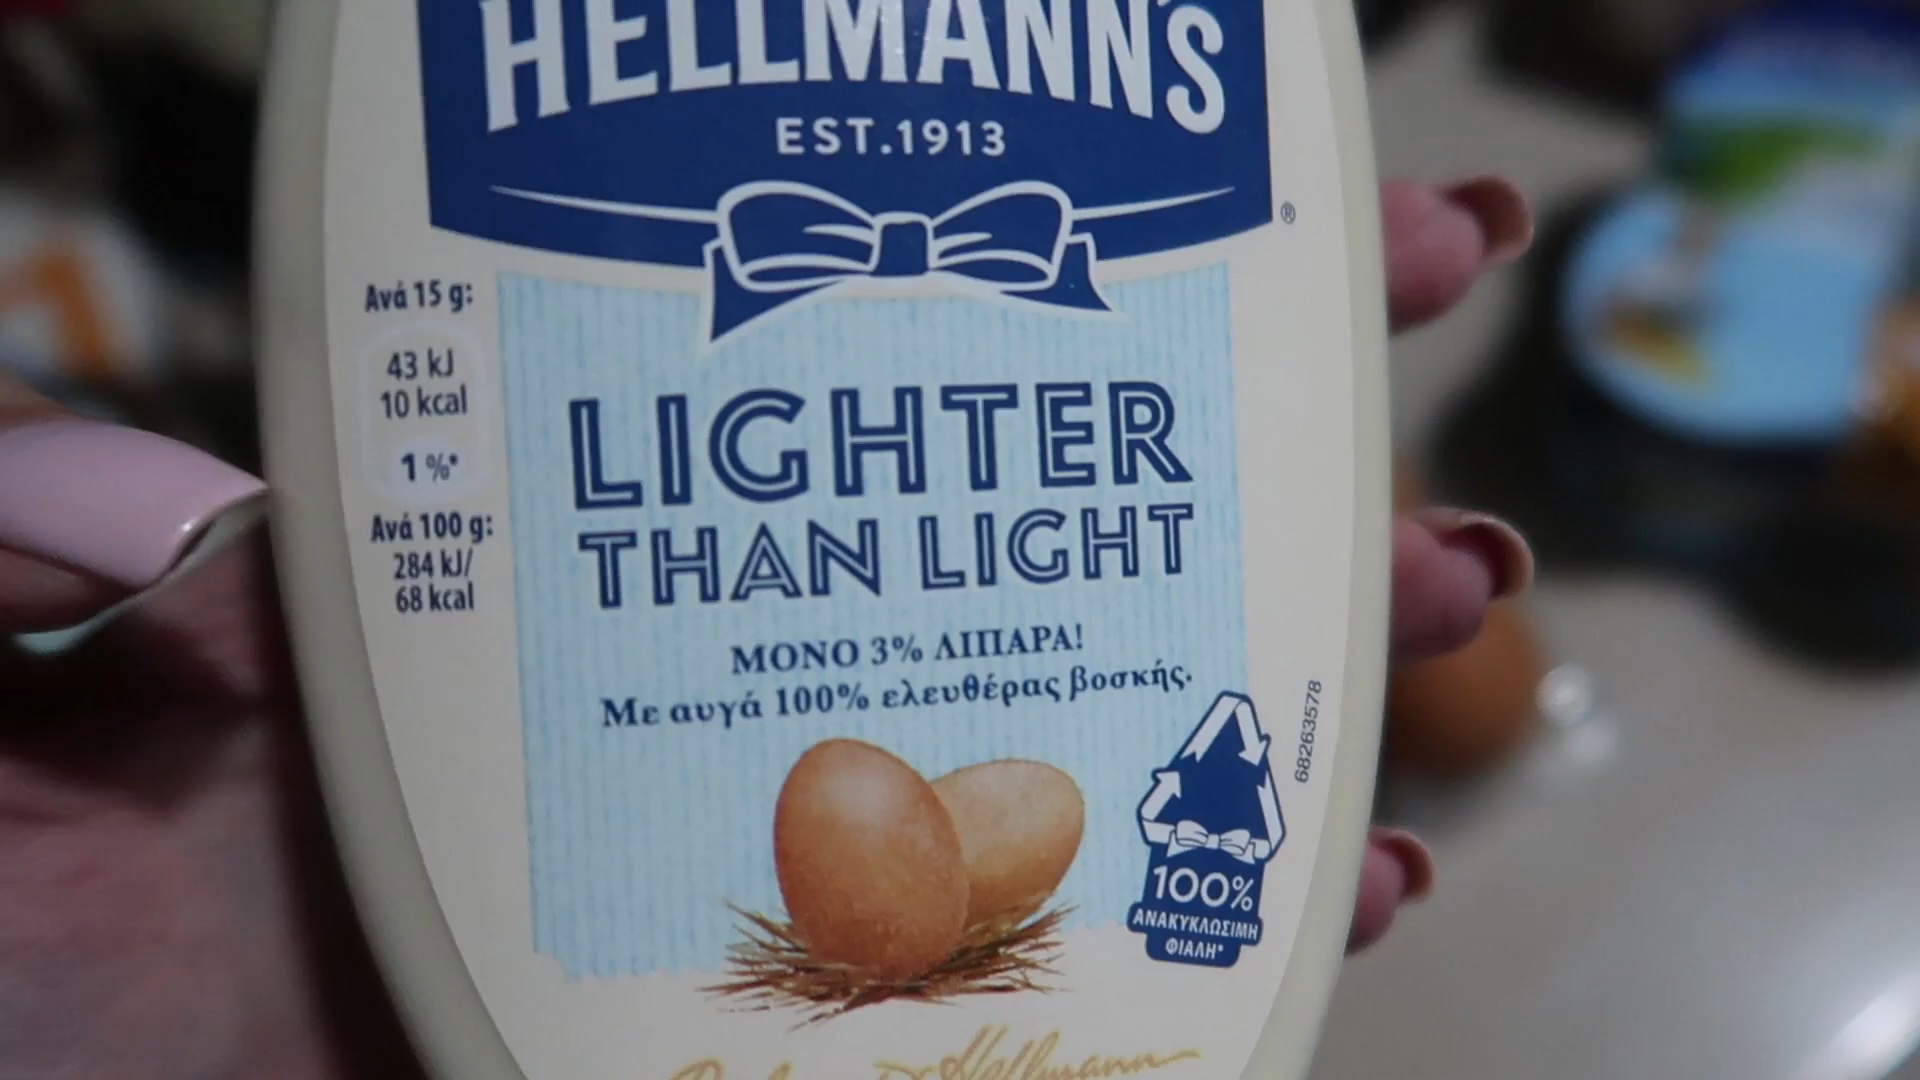 HELLMANN'S
EST.1913
®
Ανά 15 g:
43 kJ
10 kcal
1 %*
Ανά 100 g:
284 kJ/
68 kcal
LIGHTER
THAN LIGHT
ΜΟΝΟ 3% ΛΙΠΑΡΑ!
Με αυγά 100% ελευθέρας βοσκής.
68263578
100%
ΑΝΑΚΥΚΛΩΣΙΜΗ
ΦΙΑΛΗ*
Hellmann